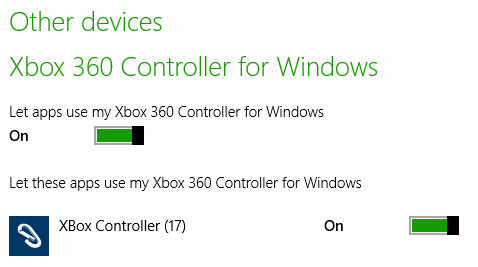 Other devices
Xbox 360 Controller for Windows
Let apps use my Xbox 360 Controller for Windows
On
Let these apps use my Xbox 360 Controller for Windows
XBox Controller (17) On